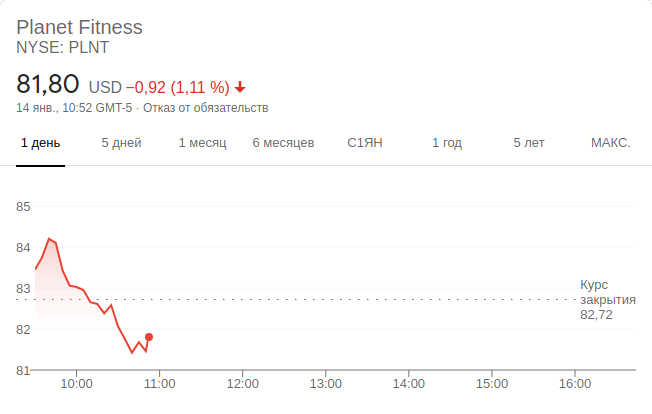 Planet Fitness
NYSE: PLNT
81,80 USD −0,92 (1,11 %)
14 янв., 10:52 GMT-5 · Отказ от обязательств
1 день 5 дней 1 месяц 6 месяцев С1ЯН 1 год 5 лет МАКС.
85
84
83
82
81
Курс
закрытия
82,72
10:00 11:00 12:00 13:00 14:00 15:00 16:00